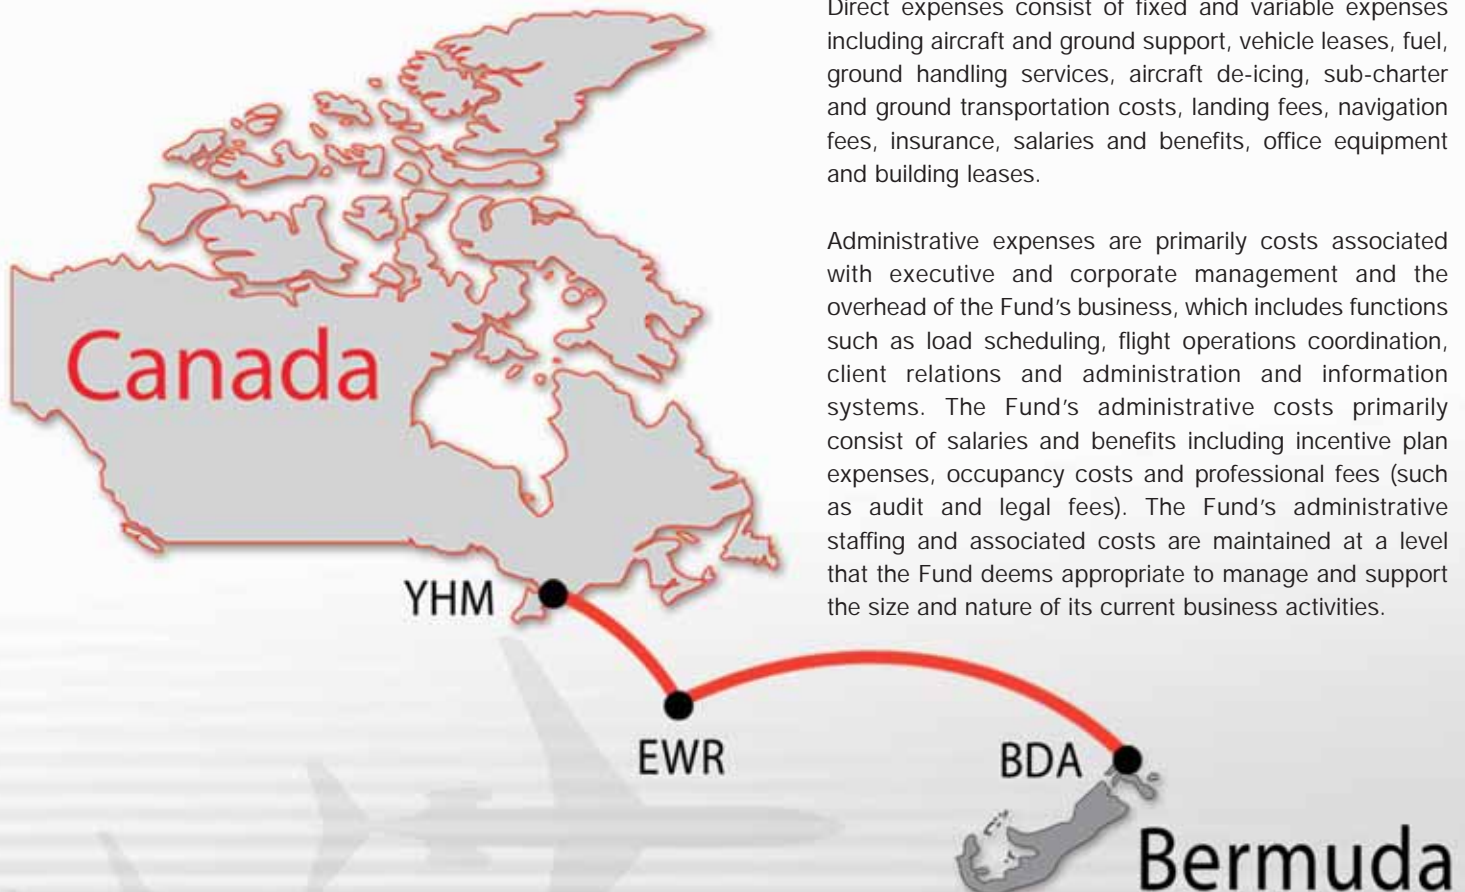 Direct expenses consist of fixed and variable expenses
including aircraft and ground support, vehicle leases, fuel,
ground handling services, aircraft de-icing, sub-charter
and ground transportation costs, landing fees, navigation
fees, insurance, salaries and benefits, office equipment
and building leases.
Administrative expenses are primarily costs associated
with executive and corporate management and the
overhead of the Fund's business, which includes functions
such as load scheduling, flight operations coordination,
client relations and administration and information
systems. The Fund's administrative costs primarily
consist of salaries and benefits including incentive plan
expenses, occupancy costs and professional fees (such
as audit and legal fees). The Fund's administrative
staffing and associated costs are maintained at a level
that the Fund deems appropriate to manage and support
the size and nature of its current business activities.
Canada
YHM
EWR
BDA
Bermuda